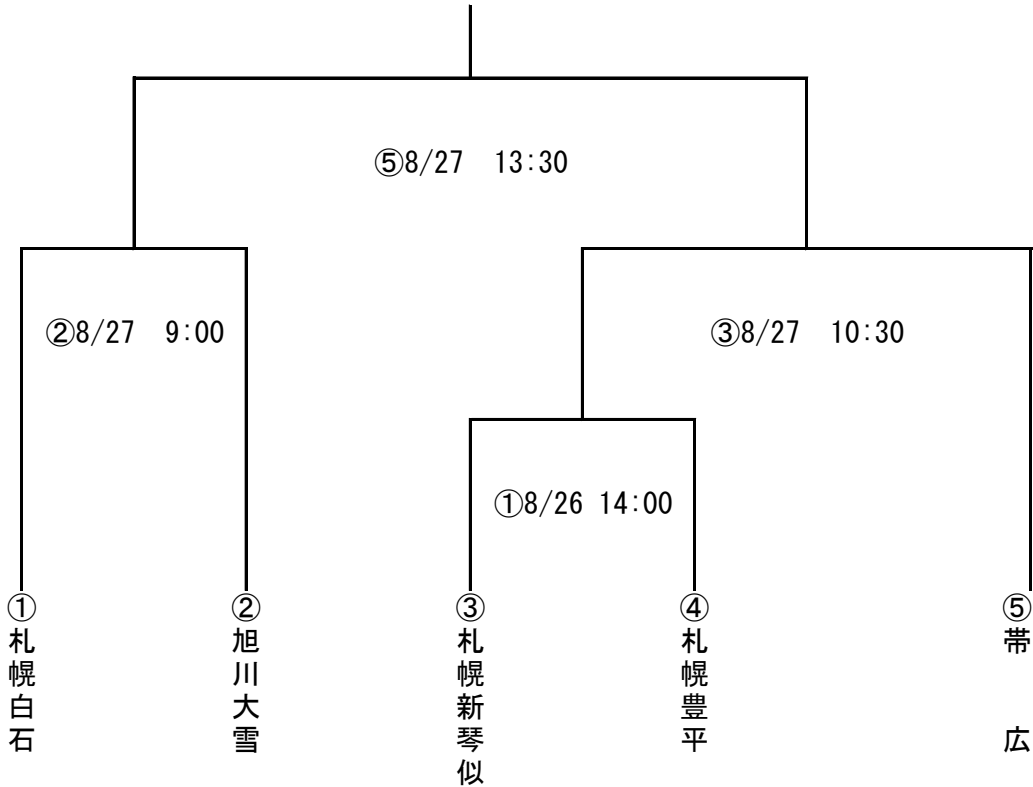 ⑤8/27 13:30
②8/27 9:00
③8/27 10:30
①8/26 14:00
①札幌白石
②旭川大雪
③札幌新琴似
④札幌豊平
⑤帯　広